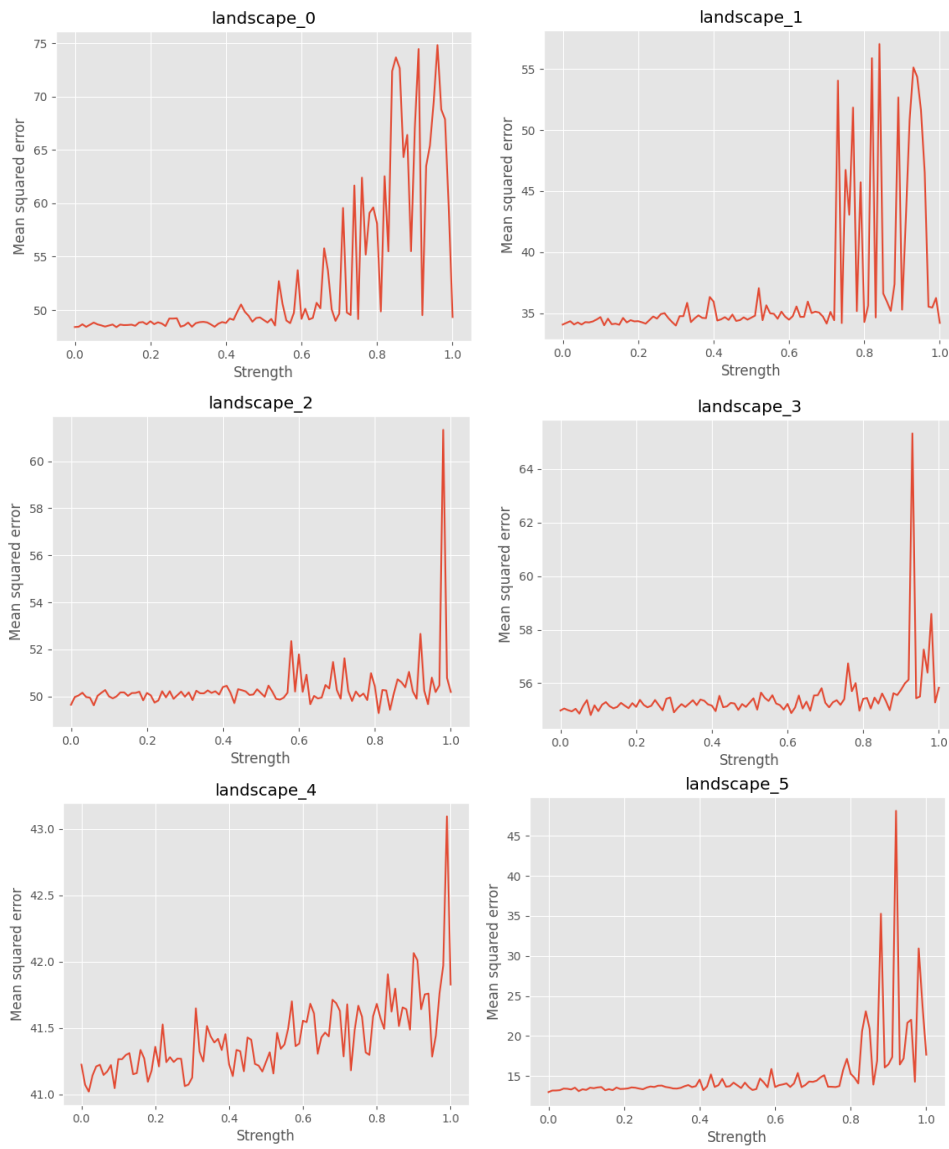 landscape_0
75
70
65
60
55
50
Mean squared error
0.0 0.2 0.4 0.6 0.8 1.0
Strength
landscape_1
55
50
45
40
35
Mean squared error
0.0 0.2 0.4 0.6 0.8 1.0
Strength
landscape_2
60
58
56
54
52
50
Mean squared error
0.0 0.2 0.4 0.6 0.8 1.0
Strength
landscape_3
64
62
60
58
56
Mean squared error
0.0 0.2 0.4 0.6 0.8 1.0
Strength
landscape_4
43.0
42.5
42.0
41.5
41.0
Mean squared error
0.0 0.2 0.4 0.6 0.8 1.0
Strength
landscape_5
45
40
35
30
25
20
15
Mean squared error
0.0 0.2 0.4 0.6 0.8 1.0
Strength